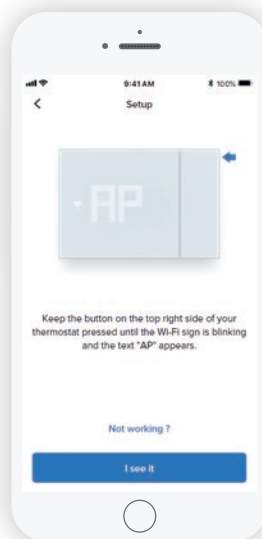 9:41 AM
100%
Setup
AP
Keep the button on the top right side of your
thermostat pressed until the Wi-Fi sign is blinking
and the text "AP" appears.
Not working ?
I see it